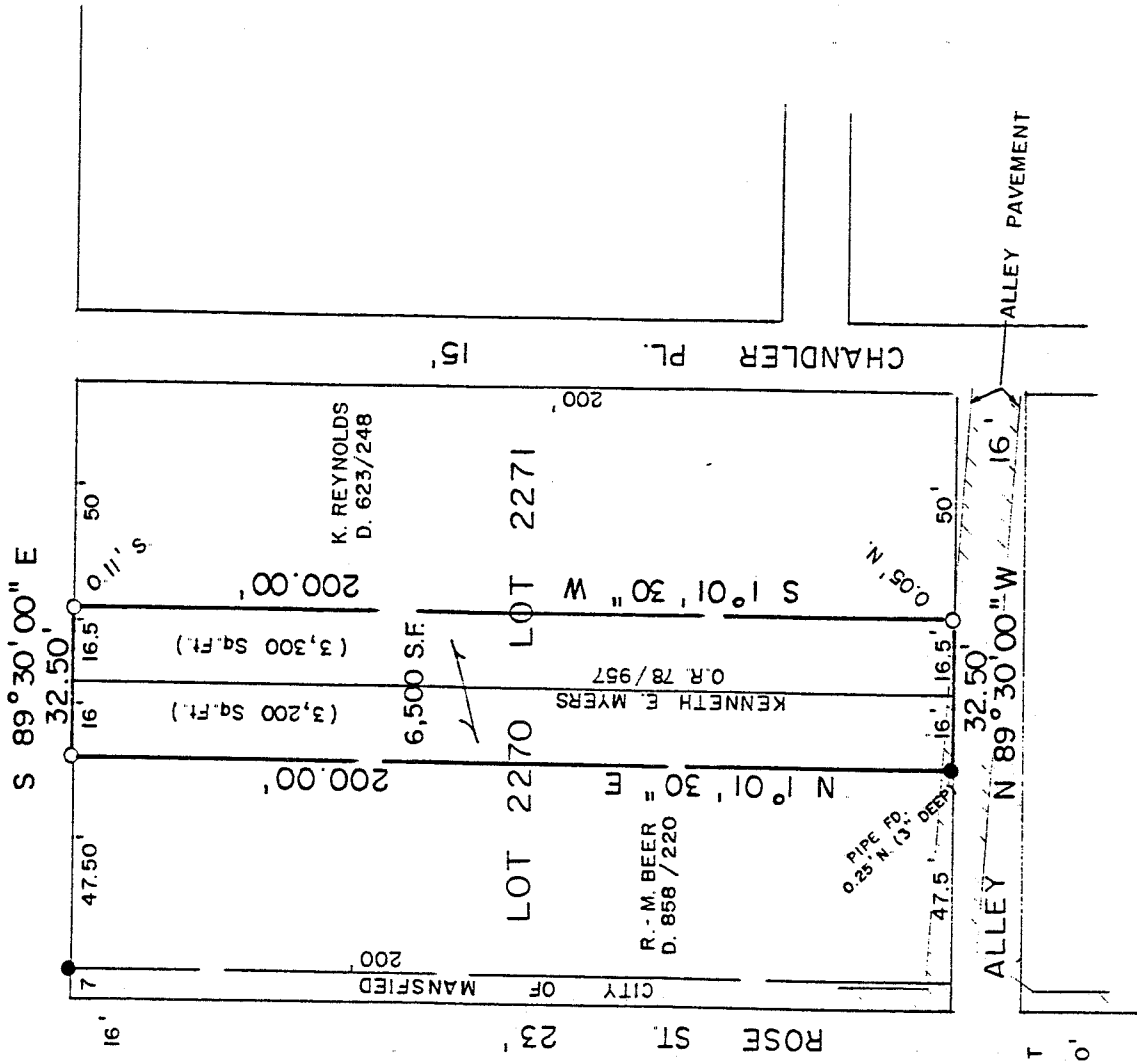 S 89°30'00" E
32.50'
16'
7
47.50'
16'
16.5'
50'
0.11' S
K. REYNOLDS
D. 623/248
(3,200 Sq.Ft.)
(3,300 Sq.Ft.)
200.00'
200.00'
6,500 S.F.
LOT 2270
LOT 2271
N 1° 01' 30" E
S 1° 01' 30" W
KENNETH E. MYERS
O.R. 78/957
R.-M. BEER
D. 858/220
200'
CITY OF MANSFIED
ROSE ST. 23'
200'
CHANDLER PL. 15'
PIPE FD.
0.25' N. (3" DEEP)
0.05' N.
47.5'
16'
16.5'
50'
32.50'
ALLEY N 89°30'00" W 16'
ALLEY PAVEMENT
T
0'